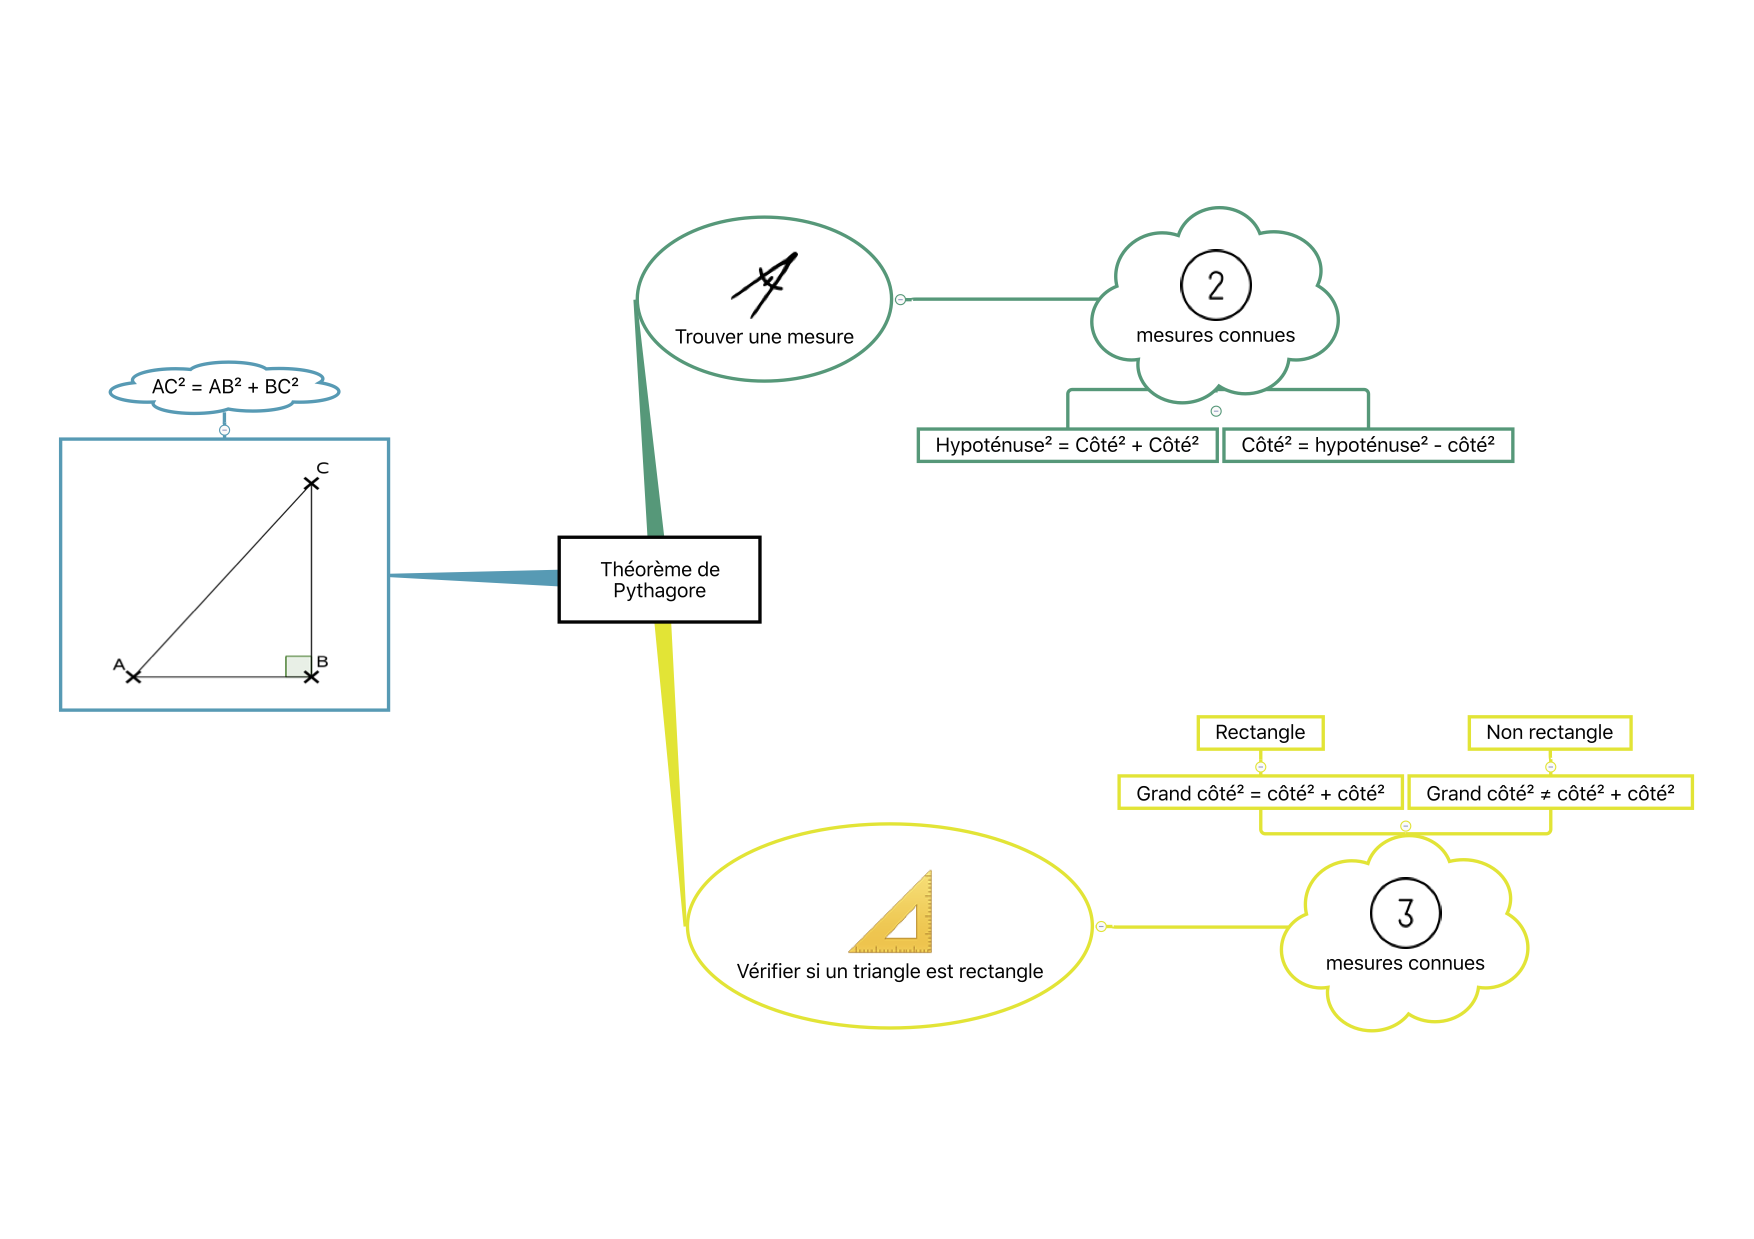 AC² = AB² + BC²
C
A
B
Théorème de
Pythagore
Trouver une mesure
2
mesures connues
Hypoténuse² = Côté² + Côté²
Côté² = hypoténuse² - côté²
Rectangle
Non rectangle
Grand côté² = côté² + côté²
Grand côté² ≠ côté² + côté²
Vérifier si un triangle est rectangle
3
mesures connues